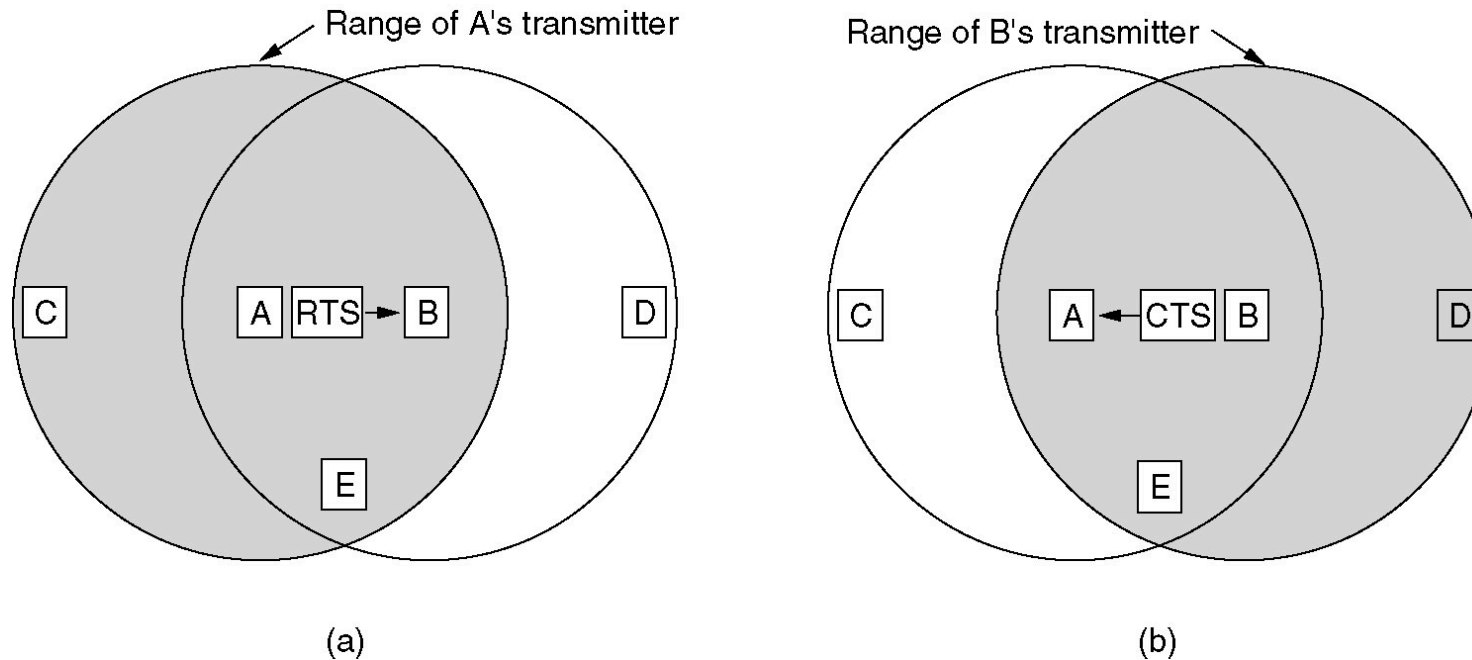 Range of A's transmitter
C
A
RTS
B
D
E
(a)
Range of B's transmitter
C
A
CTS
B
D
E
(b)